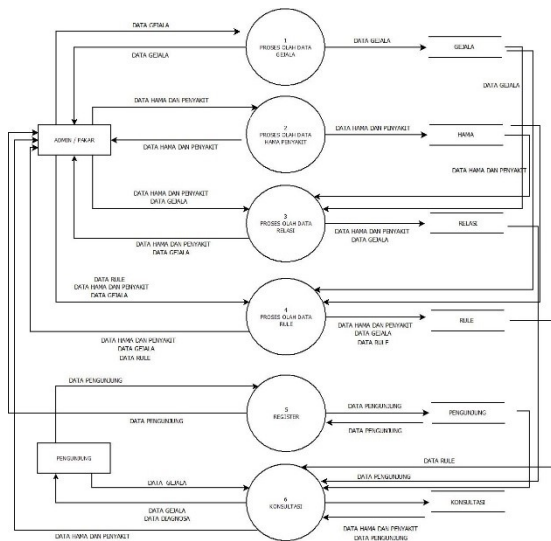 DATA GEJALA
1
PROSES OLAH DATA
GEJALA
DATA GEJALA
GEJALA
DATA GEJALA
DATA GEJALA
DATA HAMA DAN PENYAKIT
2
PROSES OLAH DATA
HAMA PENYAKIT
DATA HAMA DAN PENYAKIT
HAMA
ADMIN / PAKAR
DATA HAMA DAN PENYAKIT
DATA HAMA DAN PENYAKIT
DATA HAMA DAN PENYAKIT
DATA GEJALA
3
PROSES OLAH DATA
RELASI
RELASI
DATA HAMA DAN PENYAKIT
DATA GEJALA
DATA HAMA DAN PENYAKIT
DATA GEJALA
DATA RULE
DATA HAMA DAN PENYAKIT
DATA GEJALA
4
PROSES OLAH DATA
RULE
RULE
DATA HAMA DAN PENYAKIT
DATA GEJALA
DATA RULE
DATA HAMA DAN PENYAKIT
DATA GEJALA
DATA RULE
DATA PENGUNJUNG
5
REGISTER
DATA PENGUNJUNG
PENGUNJUNG
DATA PENGUNJUNG
DATA PENGUNJUNG
PENGUNJUNG
DATA RULE
DATA PENGUNJUNG
DATA GEJALA
6
KONSULTASI
KONSULTASI
DATA GEJALA
DATA DIAGNOSA
DATA HAMA DAN PENYAKIT
DATA HAMA DAN PENYAKIT
DATA PENGUNJUNG